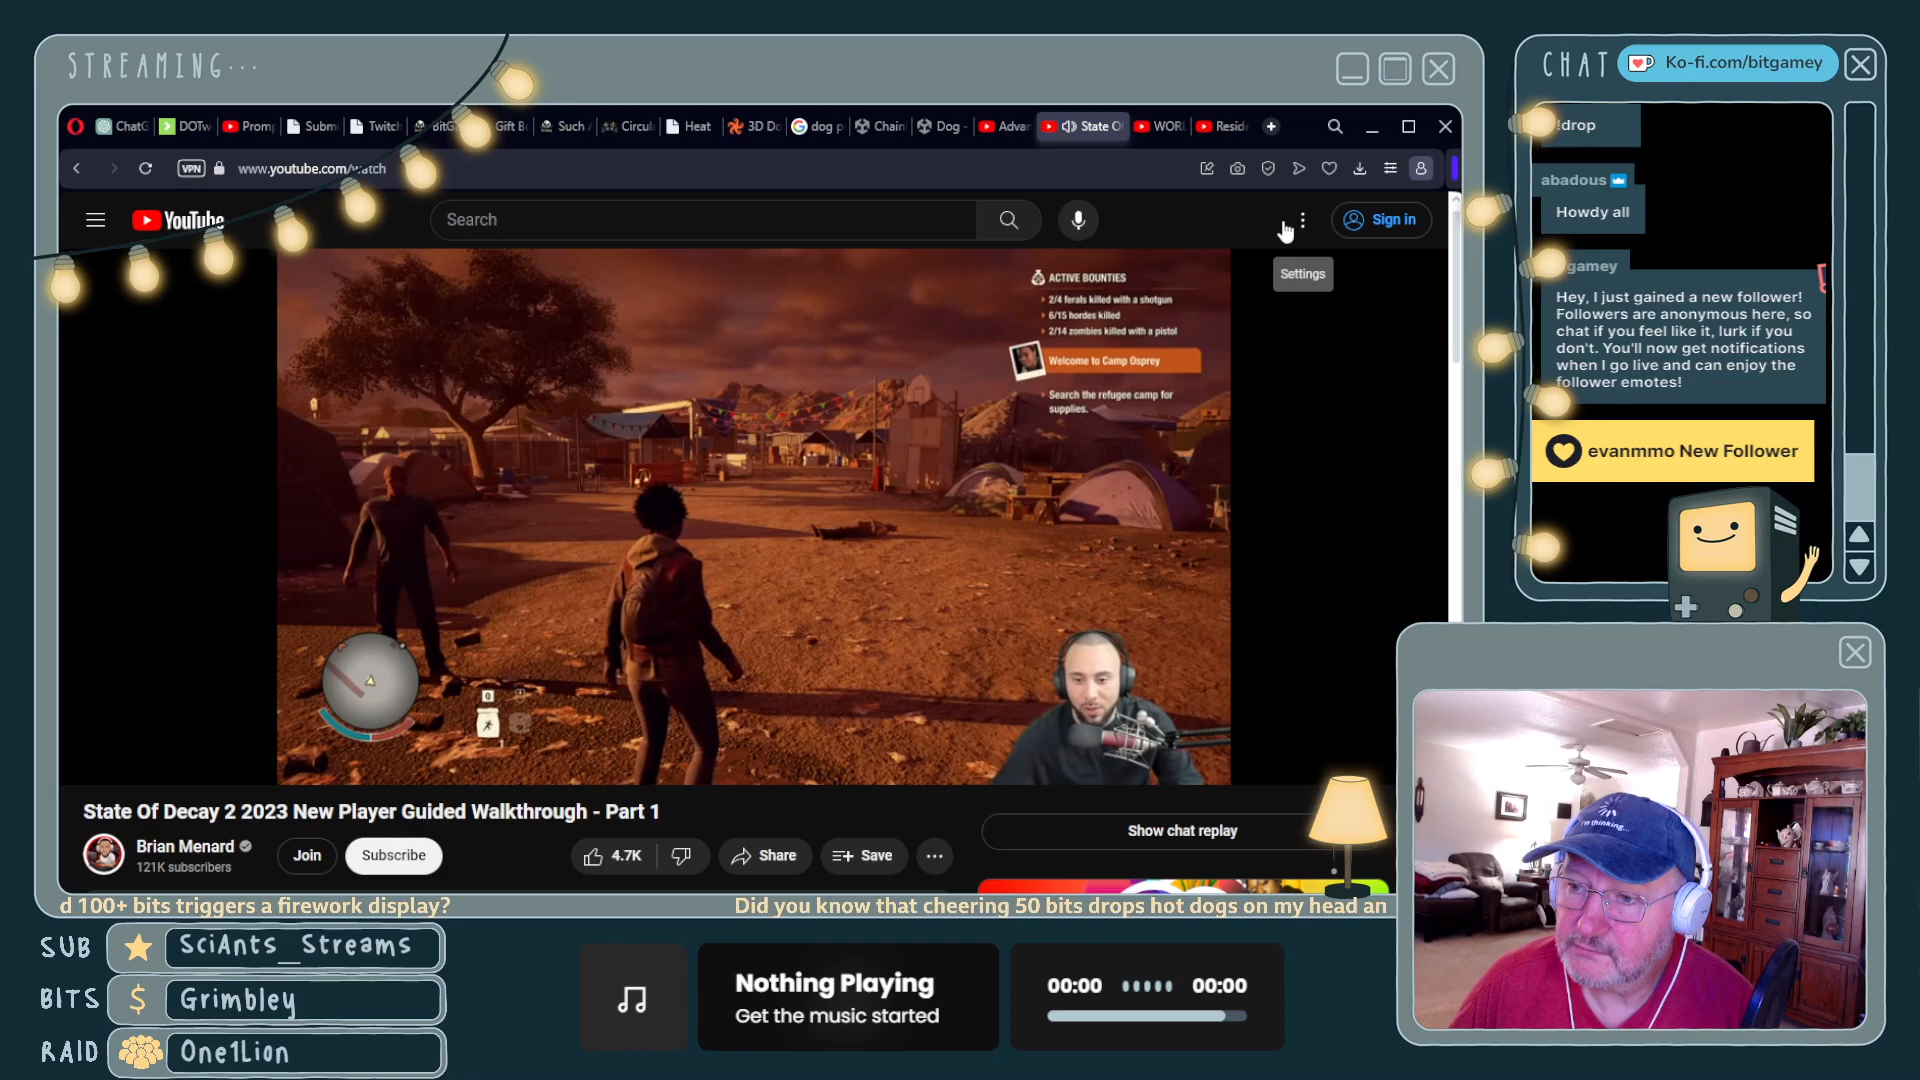 STREAMING...
ChatG
DOTw
Prom
Subm
Twitch
BitG
Gift B
Such
Circul
Heat
3D Do
dog p
Chain
Dog -
Advar
State O
WORL
Resid
VPN
www.youtube.com/watch
YouTube
Search
Sign in
Settings
ACTIVE BOUNTIES
2/4 ferals killed with a shotgun
6/15 hordes killed
2/14 zombies killed with a pistol
Welcome to Camp Osprey
Search the refugee camp for
supplies.
Q
1
State Of Decay 2 2023 New Player Guided Walkthrough - Part 1
Brian Menard
121K subscribers
Join
Subscribe
4.7K
Share
Save
Show chat replay
d 100+ bits triggers a firework display?
Did you know that cheering 50 bits drops hot dogs on my head an
SUB
SciAnts_Streams
BITS
$
Grimbley
RAID
One1Lion
Nothing Playing
Get the music started
00:00
00:00
CHAT
Ko-fi.com/bitgamey
!drop
abadous
Howdy all
gamey
Hey, I just gained a new follower!
Followers are anonymous here, so
chat if you feel like it, lurk if you
don't. You'll now get notifications
when I go live and can enjoy the
follower emotes!
evanmmo New Follower
I'm thinking...